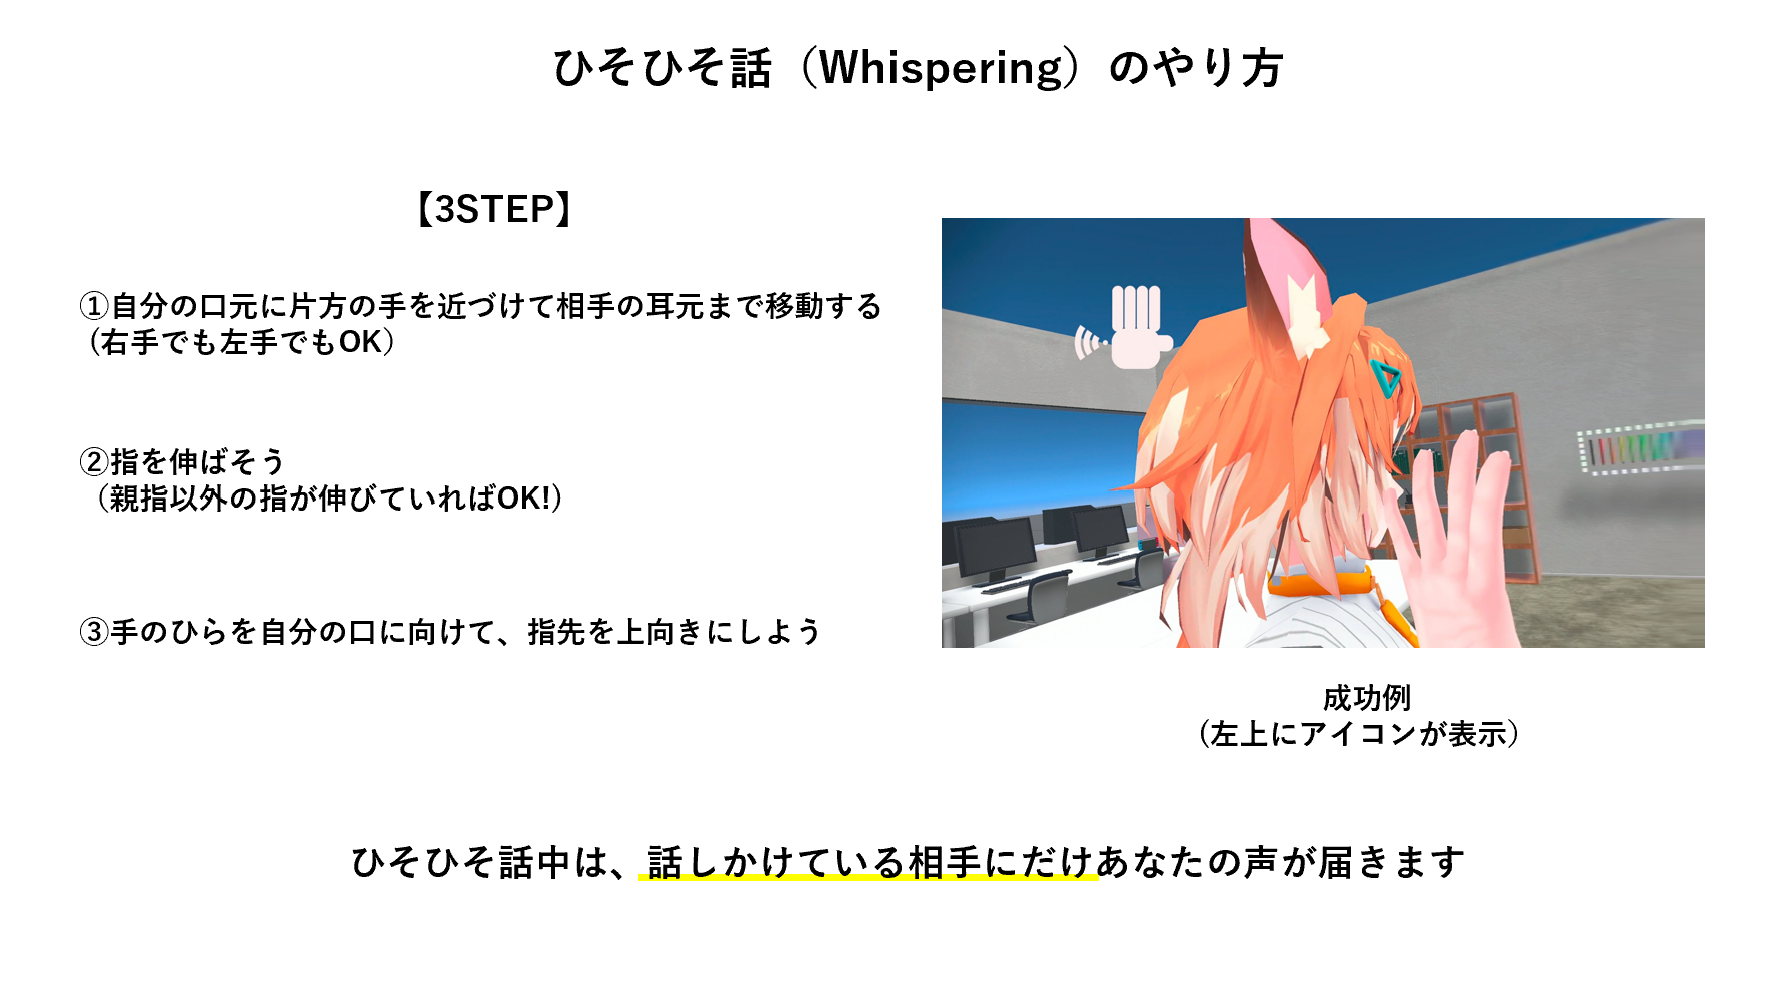 ひそひそ話（Whispering）のやり方
【3STEP】
①自分の口元に片方の手を近づけて相手の耳元まで移動する
（右手でも左手でもOK）
②指を伸ばそう
（親指以外の指が伸びていればOK!）
③手のひらを自分の口に向けて、指先を上向きにしよう
成功例
（左上にアイコンが表示）
ひそひそ話中は、話しかけている相手にだけあなたの声が届きます